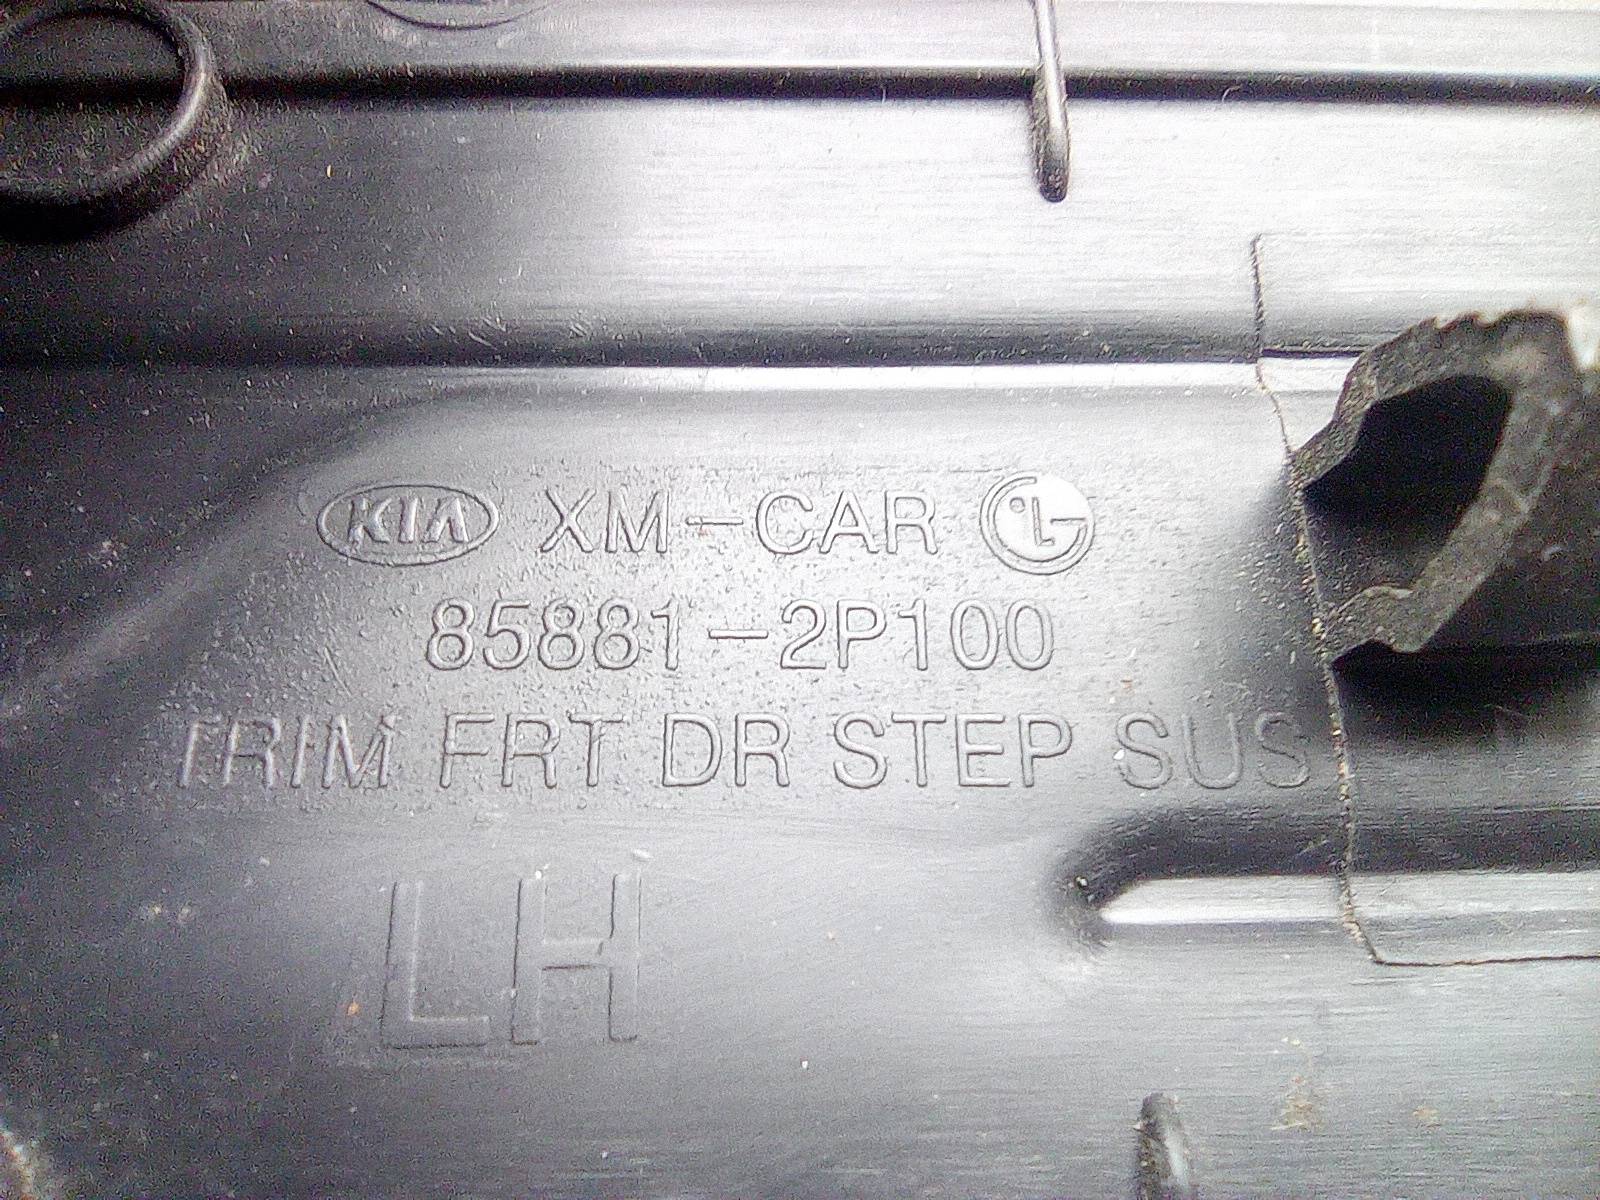 KIA XM-CAR LG
85881-2P100
TRIM FRT DR STEP SUS
LH